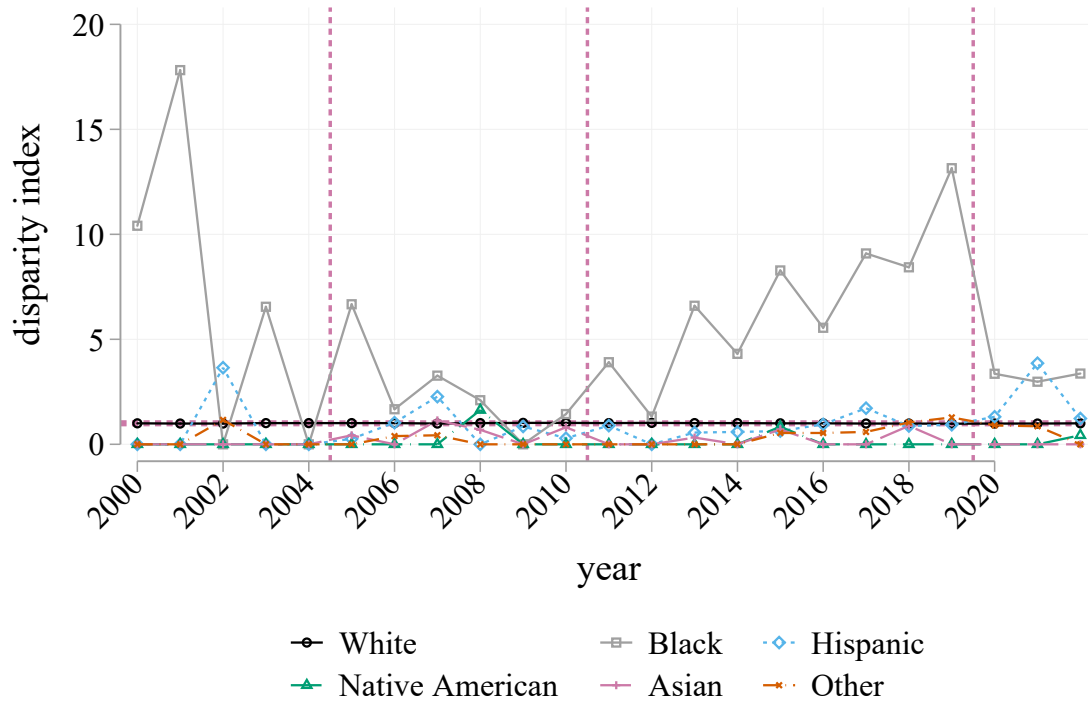 20
15
10
5
0
disparity index
2000 2002 2004 2006 2008 2010 2012 2014 2016 2018 2020
year
White Black Hispanic
Native American Asian Other